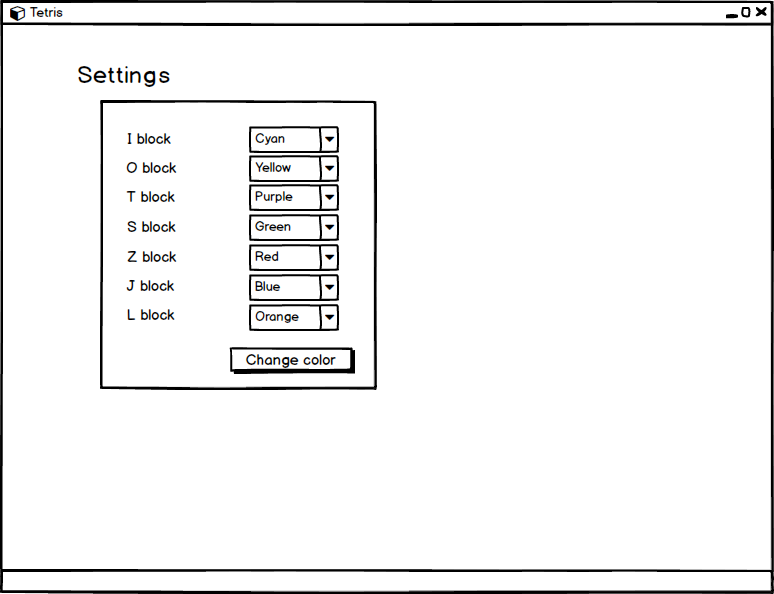 Tetris
Settings
I block Cyan
O block Yellow
T block Purple
S block Green
Z block Red
J block Blue
L block Orange
Change color